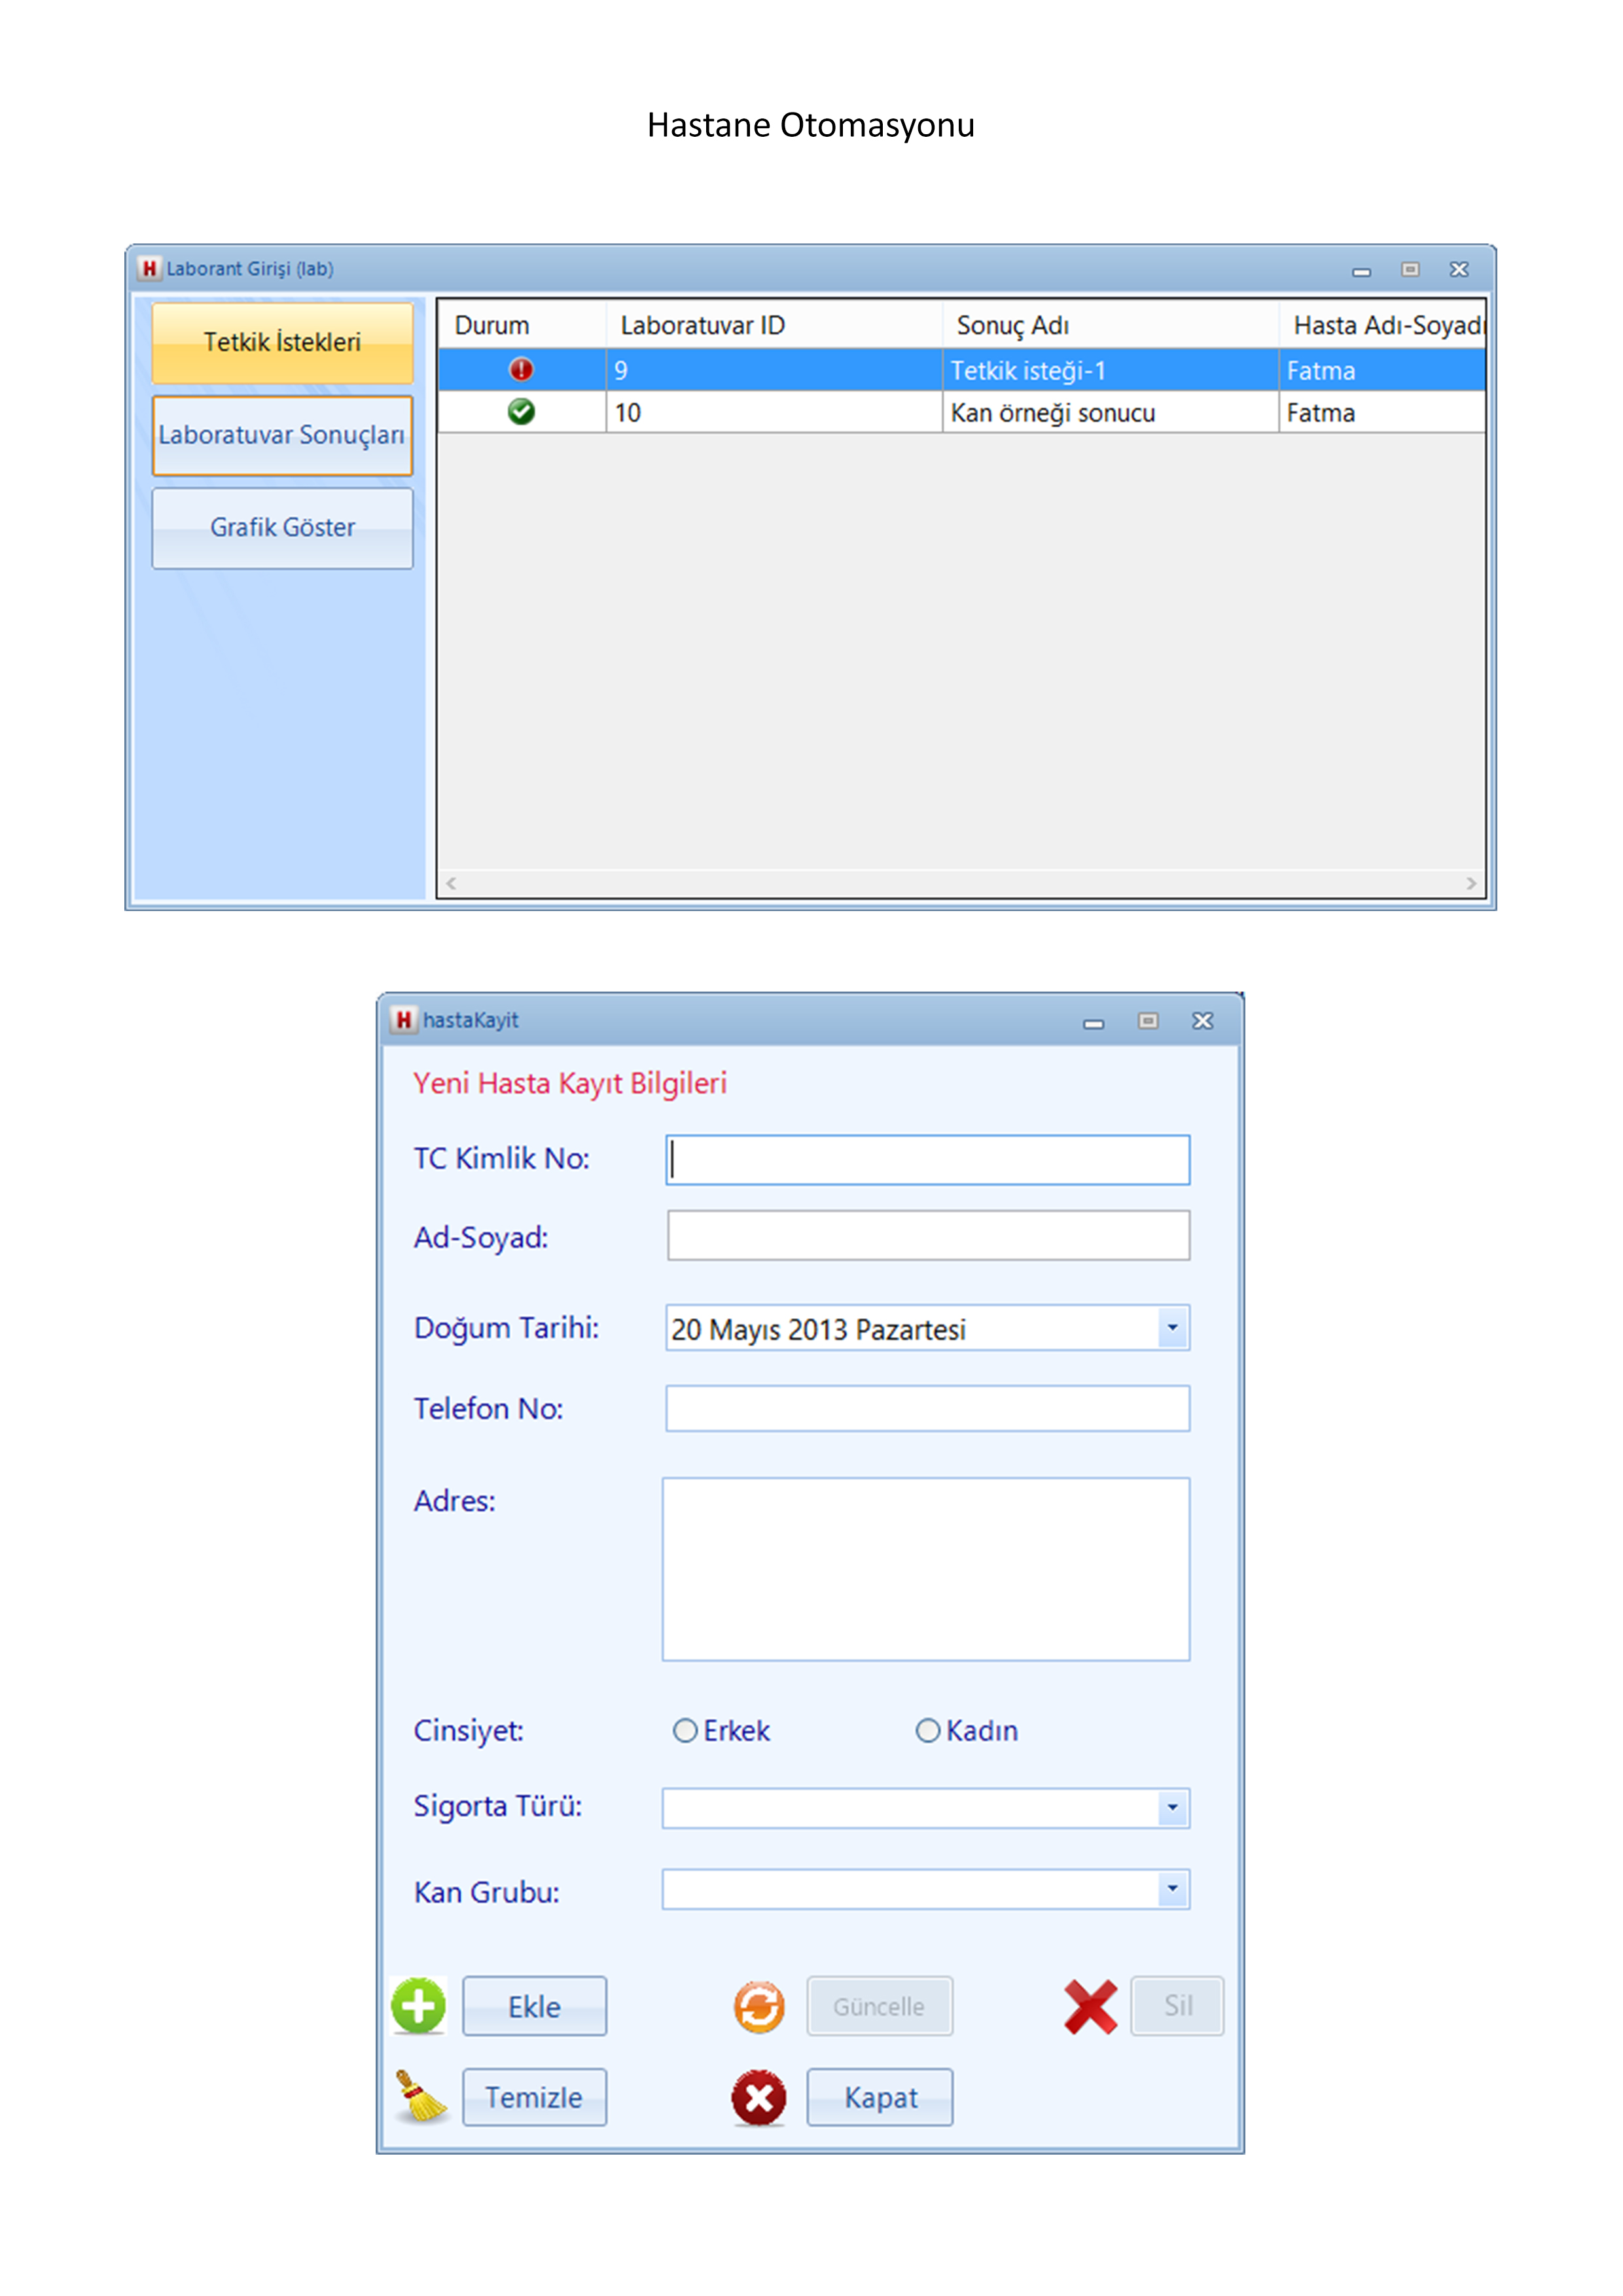 Hastane Otomasyonu
H Laborant Girişi (lab)
Tetkik İstekleri
Laboratuvar Sonuçları
Grafik Göster
Durum Laboratuvar ID Sonuç Adı Hasta Adı-Soyadı
9 Tetkik isteği-1 Fatma
10 Kan örneği sonucu Fatma
H hastaKayit
Yeni Hasta Kayıt Bilgileri
TC Kimlik No:
Ad-Soyad:
Doğum Tarihi: 20 Mayıs 2013 Pazartesi
Telefon No:
Adres:
Cinsiyet: Erkek Kadın
Sigorta Türü:
Kan Grubu:
Ekle Güncelle Sil
Temizle Kapat